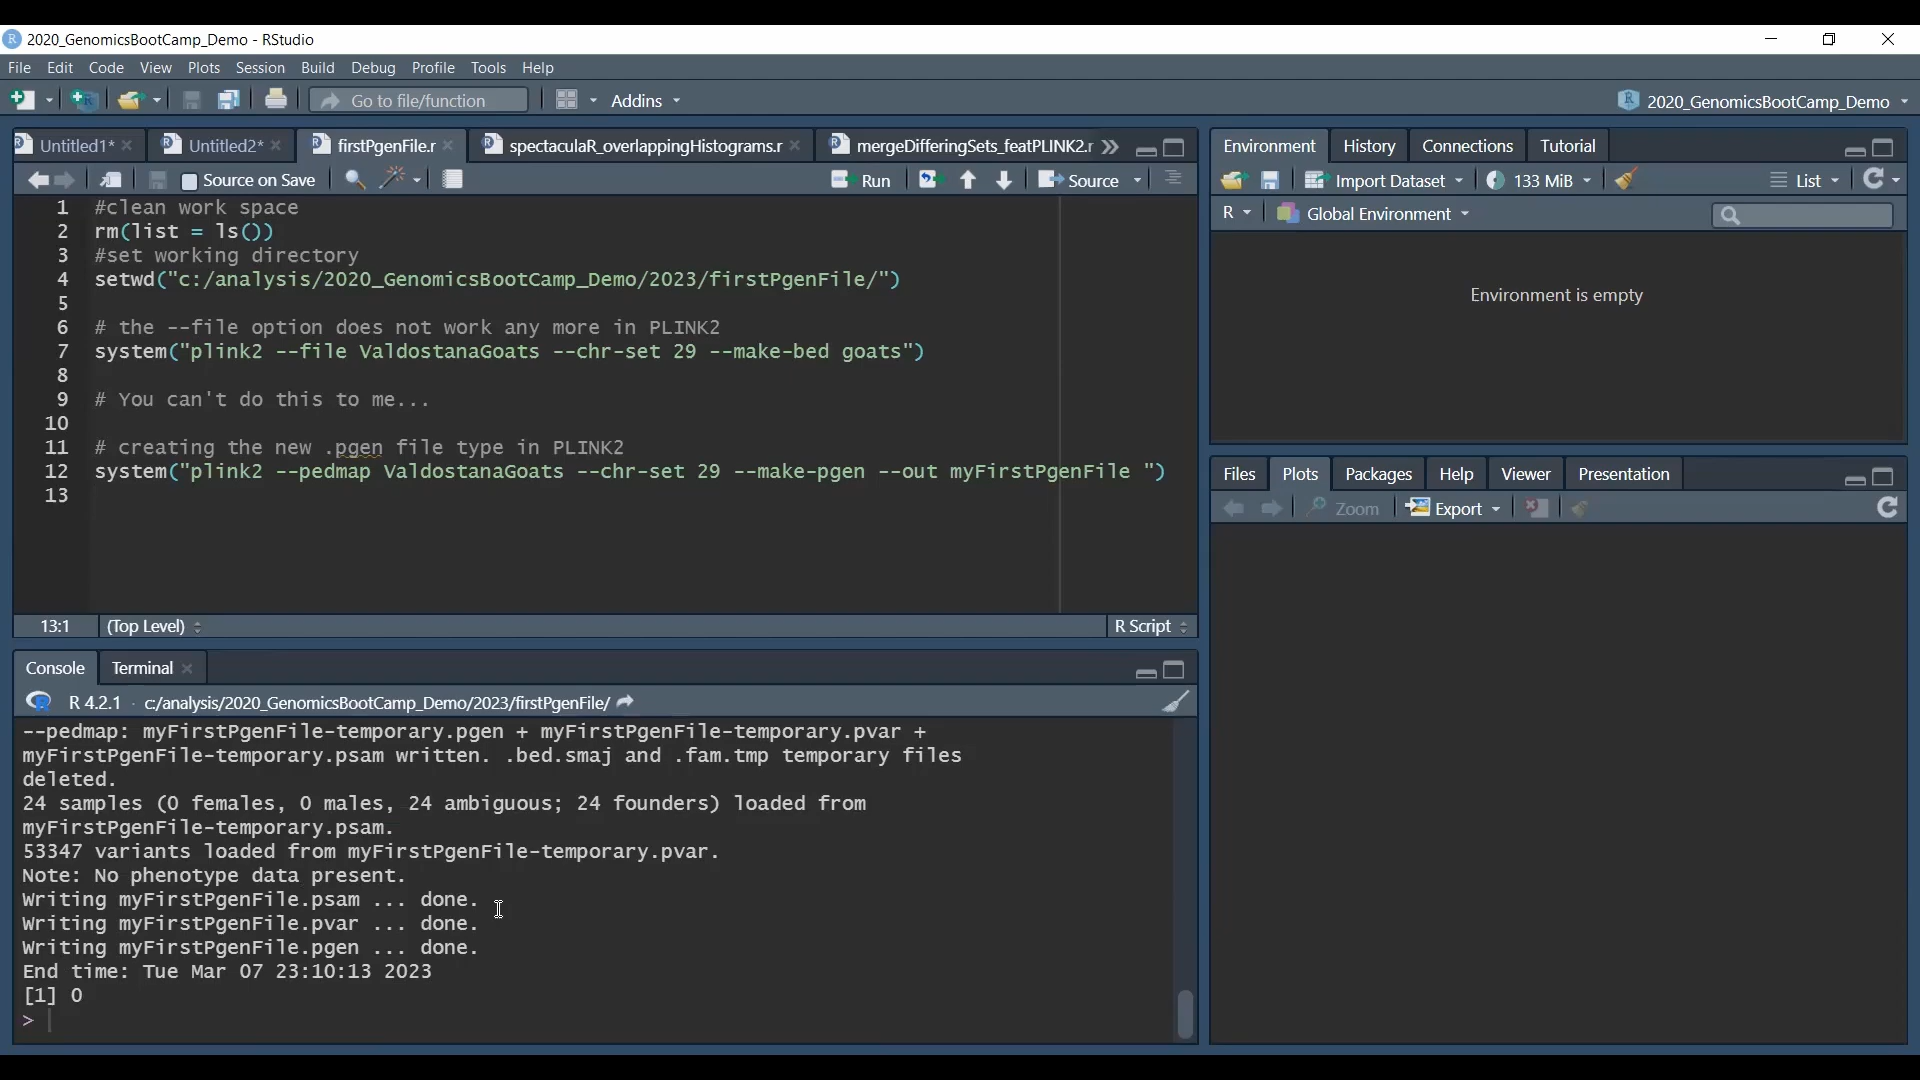 2020_GenomicsBootCamp_Demo - RStudio
File Edit Code View Plots Session Build Debug Profile Tools Help
Go to file/function Addins 2020_GenomicsBootCamp_Demo
Untitled1* Untitled2* firstPgenFile.r spectaculaR_overlappingHistograms.r mergeDifferingSets_featPLINK2.r
Source on Save Run Source
1 #clean work space
2 rm(list = ls())
3 #set working directory
4 setwd("c:/analysis/2020_GenomicsBootCamp_Demo/2023/firstPgenFile/")
5
6 # the --file option does not work any more in PLINK2
7 system("plink2 --file ValdostanaGoats --chr-set 29 --make-bed goats")
8
9 # You can't do this to me...
10
11 # creating the new .pgen file type in PLINK2
12 system("plink2 --pedmap ValdostanaGoats --chr-set 29 --make-pgen --out myFirstPgenFile ")
13
13:1 (Top Level) R Script
Console Terminal
R 4.2.1 · c:/analysis/2020_GenomicsBootCamp_Demo/2023/firstPgenFile/
--pedmap: myFirstPgenFile-temporary.pgen + myFirstPgenFile-temporary.pvar +
myFirstPgenFile-temporary.psam written. .bed.smaj and .fam.tmp temporary files
deleted.
24 samples (0 females, 0 males, 24 ambiguous; 24 founders) loaded from
myFirstPgenFile-temporary.psam.
53347 variants loaded from myFirstPgenFile-temporary.pvar.
Note: No phenotype data present.
Writing myFirstPgenFile.psam ... done.
Writing myFirstPgenFile.pvar ... done.
Writing myFirstPgenFile.pgen ... done.
End time: Tue Mar 07 23:10:13 2023
[1] 0
>
Environment History Connections Tutorial
Import Dataset 133 MiB List
R Global Environment
Environment is empty
Files Plots Packages Help Viewer Presentation
Zoom Export